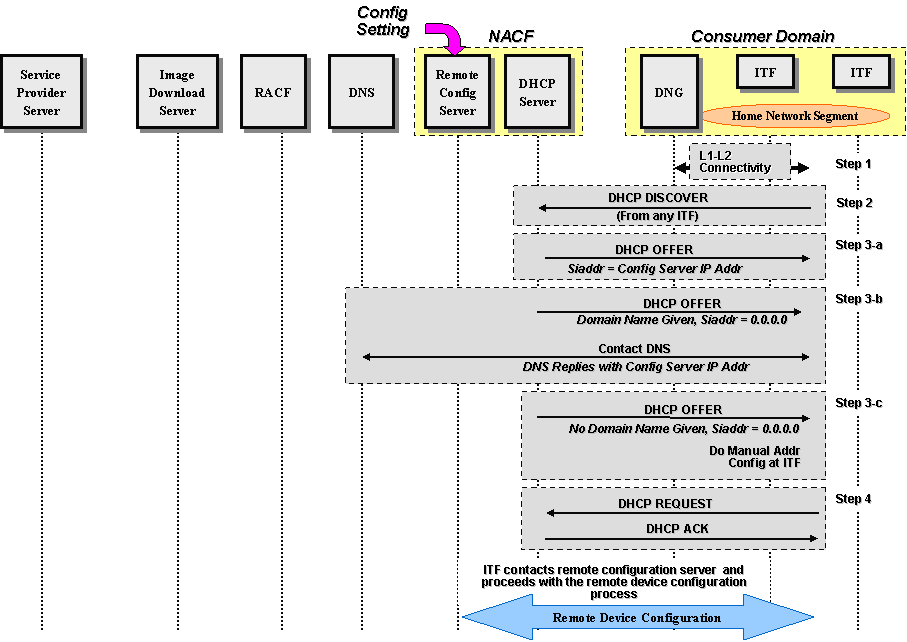 Config
Setting
NACF
Consumer Domain
Service
Provider
Server
Image
Download
Server
RACF
DNS
Remote
Config
Server
DHCP
Server
DNG
ITF
ITF
Home Network Segment
L1-L2
Connectivity
Step 1
DHCP DISCOVER
(From any ITF)
Step 2
DHCP OFFER
Siaddr = Config Server IP Addr
Step 3-a
DHCP OFFER
Domain Name Given, Siaddr = 0.0.0.0
Step 3-b
Contact DNS
DNS Replies with Config Server IP Addr
DHCP OFFER
No Domain Name Given, Siaddr = 0.0.0.0
Step 3-c
Do Manual Addr
Config at ITF
DHCP REQUEST
Step 4
DHCP ACK
ITF contacts remote configuration server and
proceeds with the remote device configuration
process
Remote Device Configuration